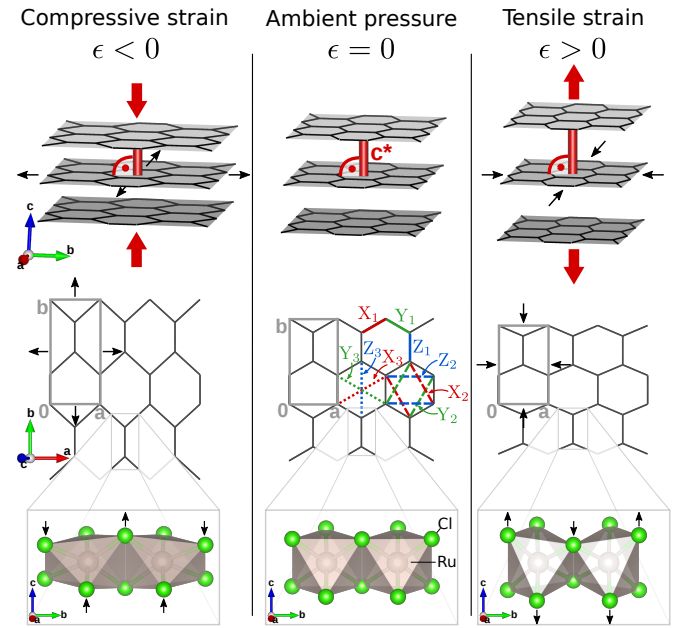 Compressive strain
ϵ < 0
Ambient pressure
ϵ = 0
Tensile strain
ϵ > 0
c*
c
b
a
b
0
a
b
a
c
b
0
a
X1
Y1
Z1
Y3
Z3
X3
Z2
X2
Y2
b
0
a
c
b
a
Cl
Ru
c
b
a
c
b
a